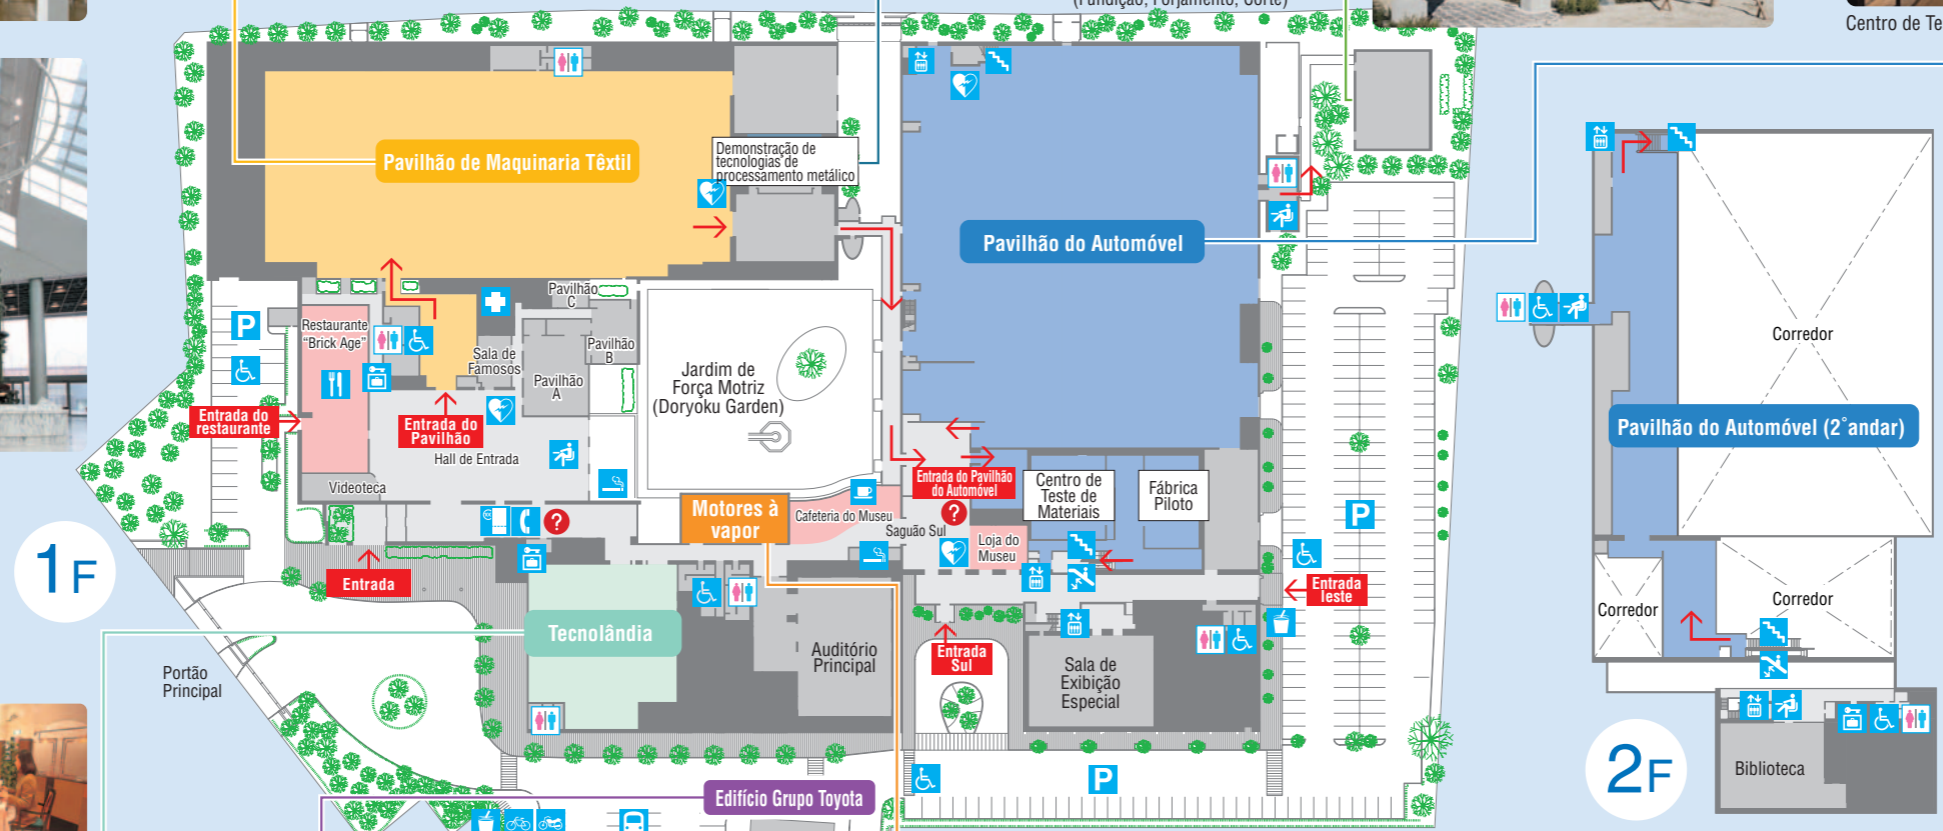 (Fundição, Forjamento, Corte)
Centro de Te
Pavilhão de Maquinaria Têxtil
Demonstração de
tecnologias de
processamento metálico
Pavilhão do Automóvel
Pavilhão
C
P
Restaurante
"Brick Age"
Sala de
Famosos
Pavilhão
B
Pavilhão
A
Jardim de
Força Motriz
(Doryoku Garden)
Corredor
Entrada do
restaurante
Entrada do
Pavilhão
Hall de Entrada
Pavilhão do Automóvel (2°andar)
Videoteca
Entrada do Pavilhão
do Automóvel
Centro de
Teste de
Materiais
Fábrica
Piloto
Motores à
vapor
Cafeteria do Museu
Saguão Sul
?
?
P
Loja do
Museu
1F
Entrada
Entrada
leste
Corredor
Corredor
Tecnolândia
Auditório
Principal
Entrada
Sul
Sala de
Exibição
Especial
Portão
Principal
2F
Biblioteca
P
Edifício Grupo Toyota